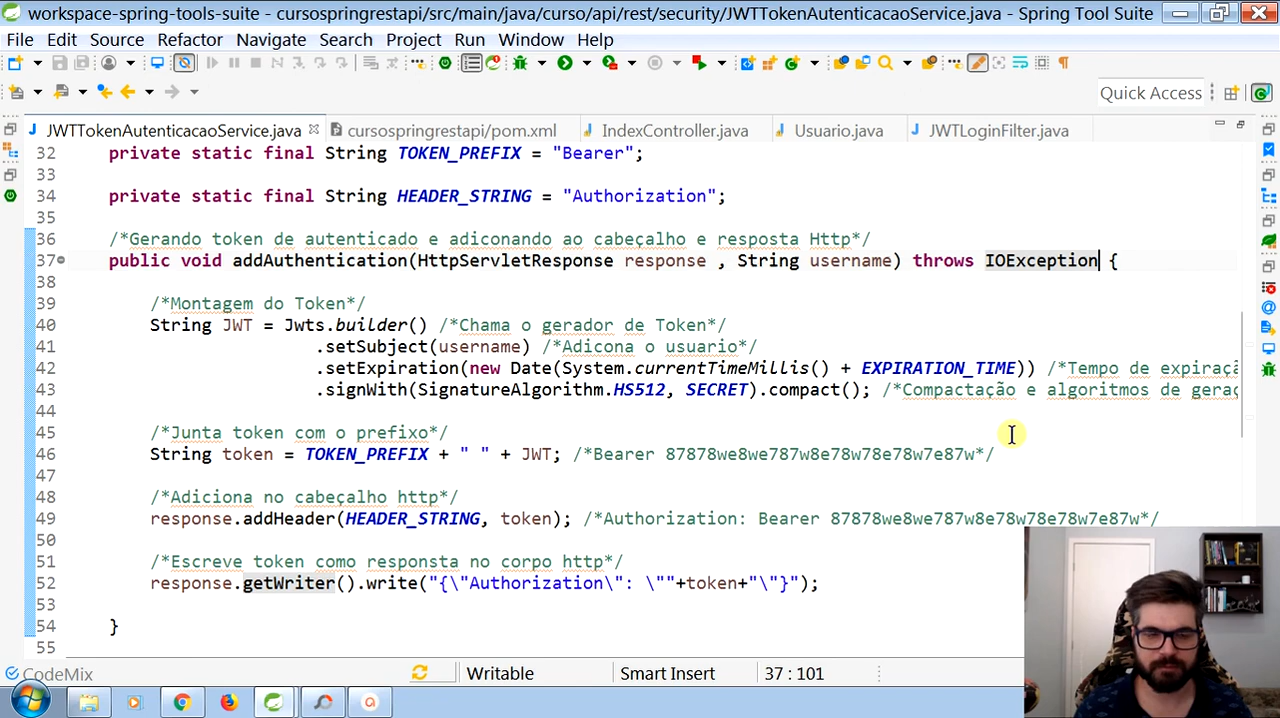 workspace-spring-tools-suite - cursospringrestapi/src/main/java/curso/api/rest/security/JWTTokenAutenticacaoService.java - Spring Tool Suite
File Edit Source Refactor Navigate Search Project Run Window Help
Quick Access
JWTTokenAutenticacaoService.java cursospringrestapi/pom.xml IndexController.java Usuario.java JWTLoginFilter.java
32 private static final String TOKEN_PREFIX = "Bearer";
33
34 private static final String HEADER_STRING = "Authorization";
35
36 /*Gerando token de autenticado e adiconando ao cabeçalho e resposta Http*/
37 public void addAuthentication(HttpServletResponse response , String username) throws IOException {
38
39 /*Montagem do Token*/
40 String JWT = Jwts.builder() /*Chama o gerador de Token*/
41 .setSubject(username) /*Adicona o usuario*/
42 .setExpiration(new Date(System.currentTimeMillis() + EXPIRATION_TIME)) /*Tempo de
43 .signWith(SignatureAlgorithm.HS512, SECRET).compact(); /*Compactação e algoritmos de
44
45 /*Junta token com o prefixo*/
46 String token = TOKEN_PREFIX + " " + JWT; /*Bearer 87878we8we787w8e78w78e78w7e87w*/
47
48 /*Adiciona no cabeçalho http*/
49 response.addHeader(HEADER_STRING, token); /*Authorization: Bearer 87878we8we787w8e78w78e78w7e87w*/
50
51 /*Escreve token como responsta no corpo http*/
52 response.getWriter().write("{\"Authorization\": \""+token+"\"}");
53
54 }
55
CodeMix Writable Smart Insert 37 : 101